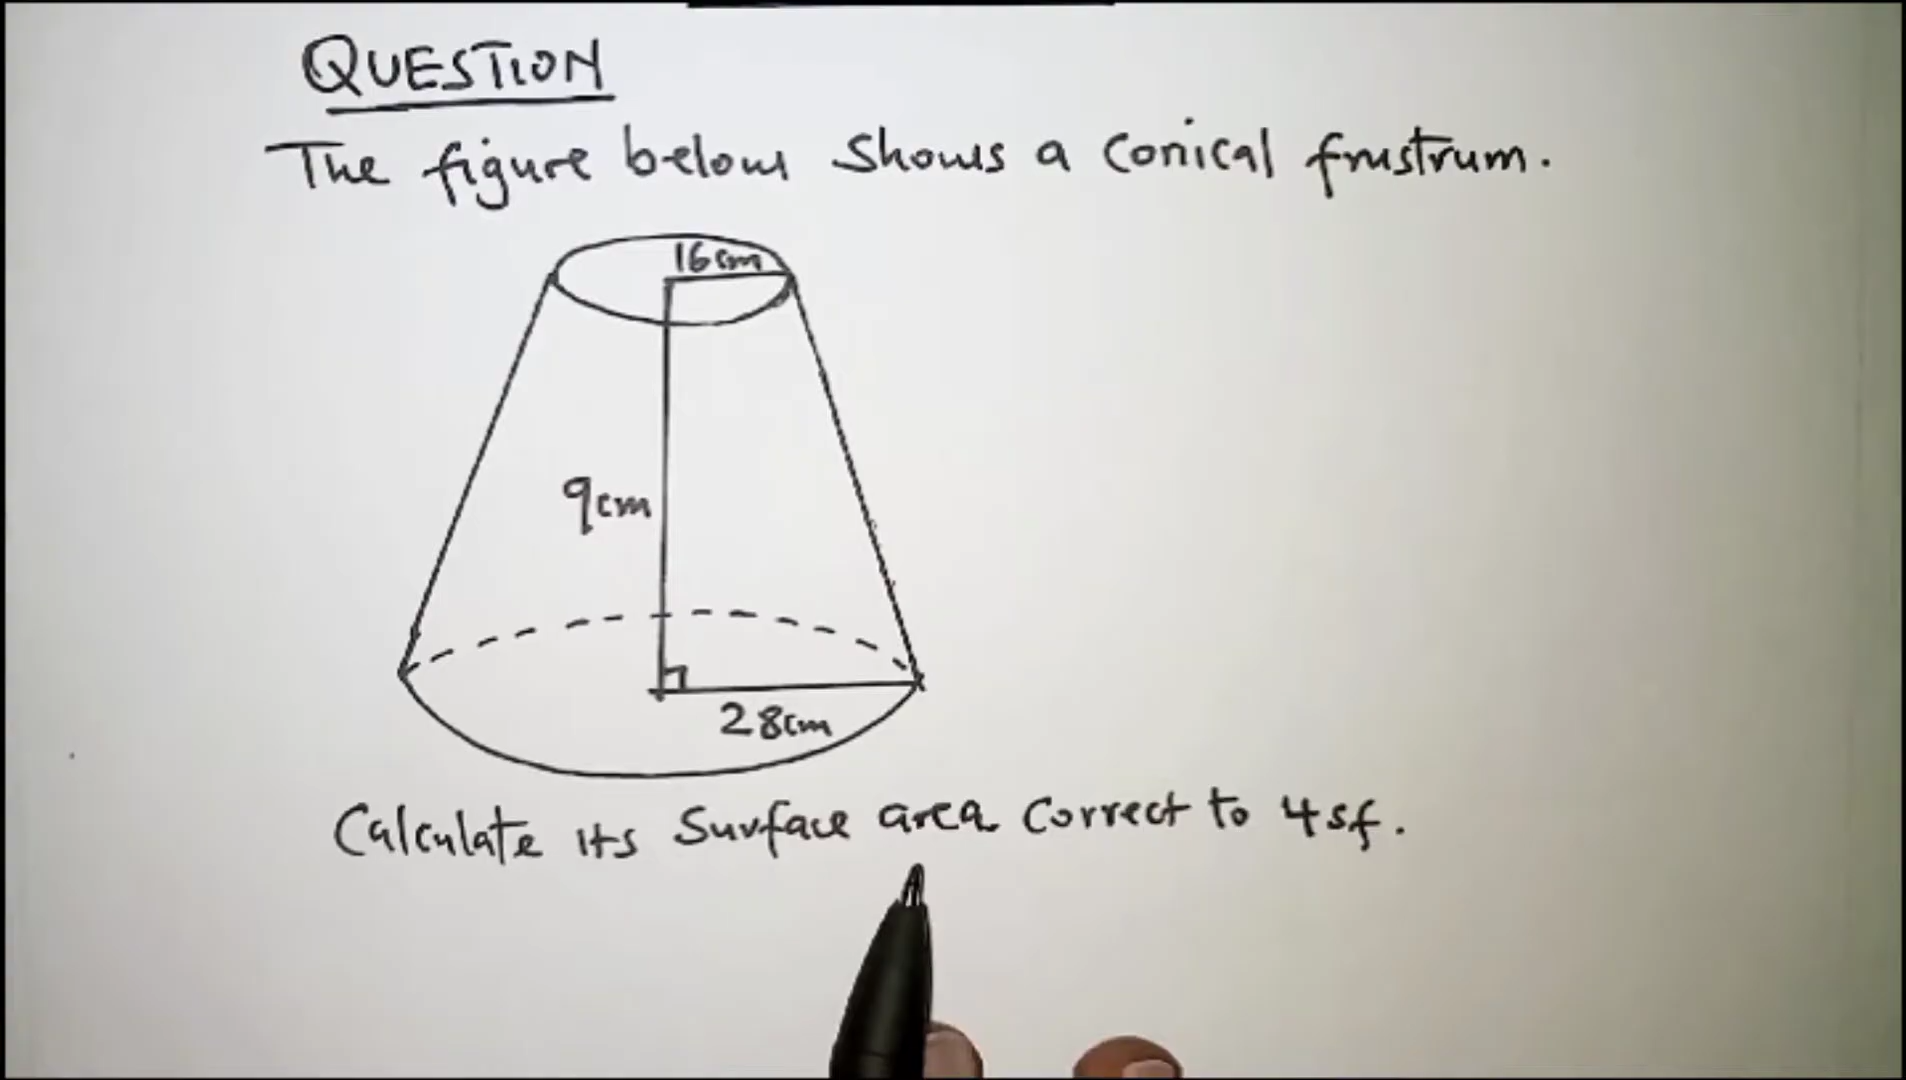 QUESTION
The figure below shows a conical frustrum.
16cm
9cm
28cm
Calculate its surface area correct to 4sf.